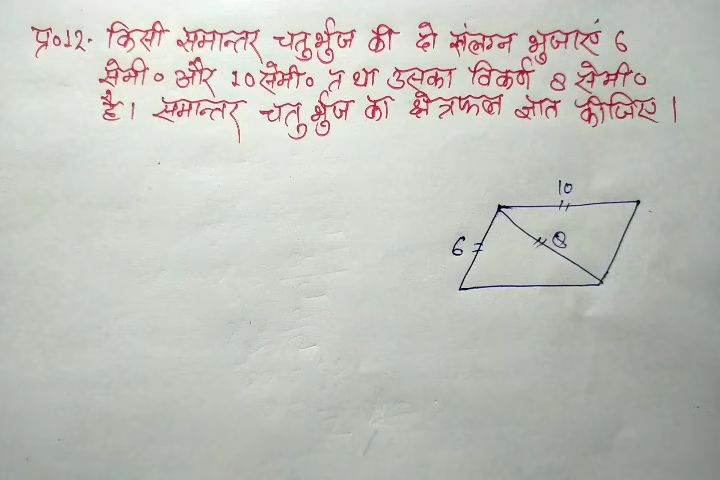 प्र०12. किसी समान्तर चतुर्भुज की दो संलग्न भुजाएं 6
सेमी० और 10 सेमी० तथा उसका विकर्ण 8 सेमी०
है। समान्तर चतुर्भुज का क्षेत्रफल ज्ञात कीजिए।
10
6
8